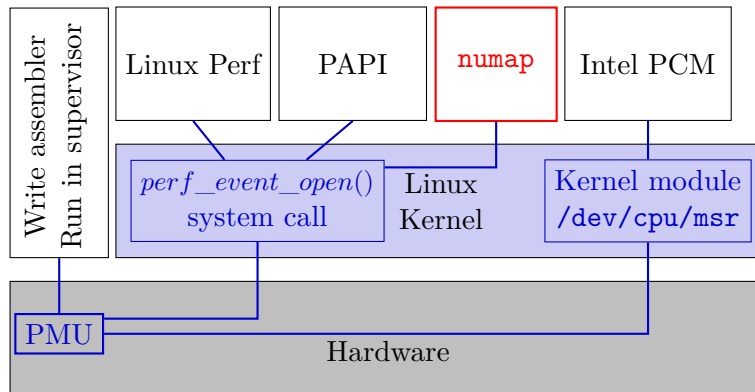 Write assembler
Run in supervisor
Linux Perf
PAPI
numap
Intel PCM
perf_event_open()
system call
Linux
Kernel
Kernel module
/dev/cpu/msr
PMU
Hardware